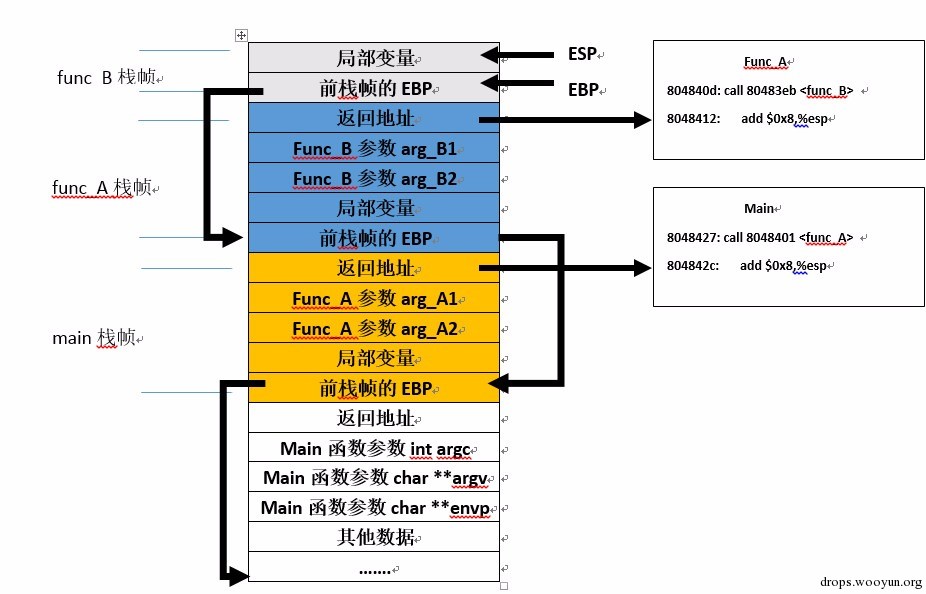 func_B 栈帧
func_A 栈帧
main 栈帧
局部变量
前栈帧的 EBP
返回地址
Func_B 参数 arg_B1
Func_B 参数 arg_B2
局部变量
前栈帧的 EBP
返回地址
Func_A 参数 arg_A1
Func_A 参数 arg_A2
局部变量
前栈帧的 EBP
返回地址
Main 函数参数 int argc
Main 函数参数 char **argv
Main 函数参数 char **envp
其他数据
.......
ESP
EBP
Func_A
804840d: call 80483eb <func_B>
8048412: add $0x8,%esp
Main
8048427: call 8048401 <func_A>
804842c: add $0x8,%esp
drops.wooyun.org